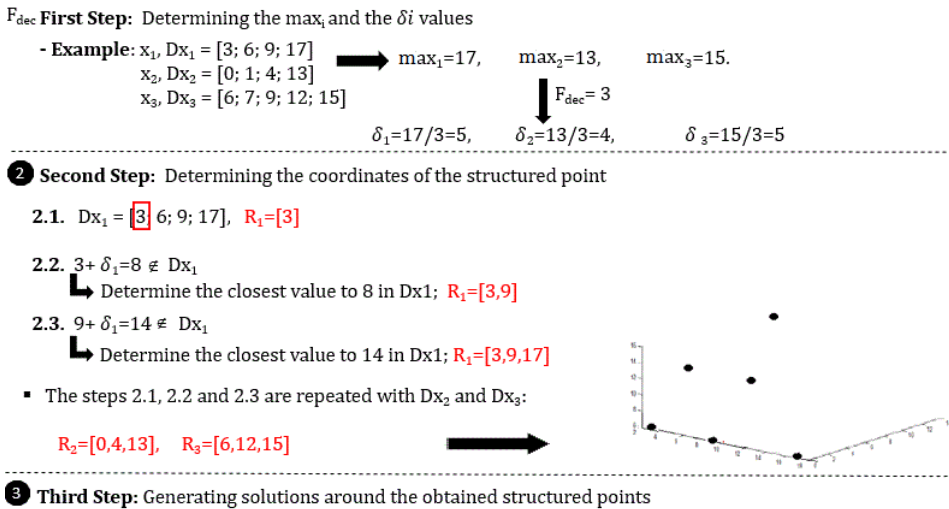 F_dec First Step: Determining the max_i and the δi values
- Example: x₁, Dx₁ = [3; 6; 9; 17]
x₂, Dx₂ = [0; 1; 4; 13]
x₃, Dx₃ = [6; 7; 9; 12; 15]
max₁=17, max₂=13, max₃=15.
F_dec= 3
δ₁=17/3=5, δ₂=13/3=4, δ ₃=15/3=5
2 Second Step: Determining the coordinates of the structured point
2.1. Dx₁ = [3; 6; 9; 17], R₁=[3]
2.2. 3+ δ₁=8 ∉ Dx₁
Determine the closest value to 8 in Dx1; R₁=[3,9]
2.3. 9+ δ₁=14 ∉ Dx₁
Determine the closest value to 14 in Dx1; R₁=[3,9,17]
▪ The steps 2.1, 2.2 and 2.3 are repeated with Dx₂ and Dx₃:
R₂=[0,4,13], R₃=[6,12,15]
3 Third Step: Generating solutions around the obtained structured points